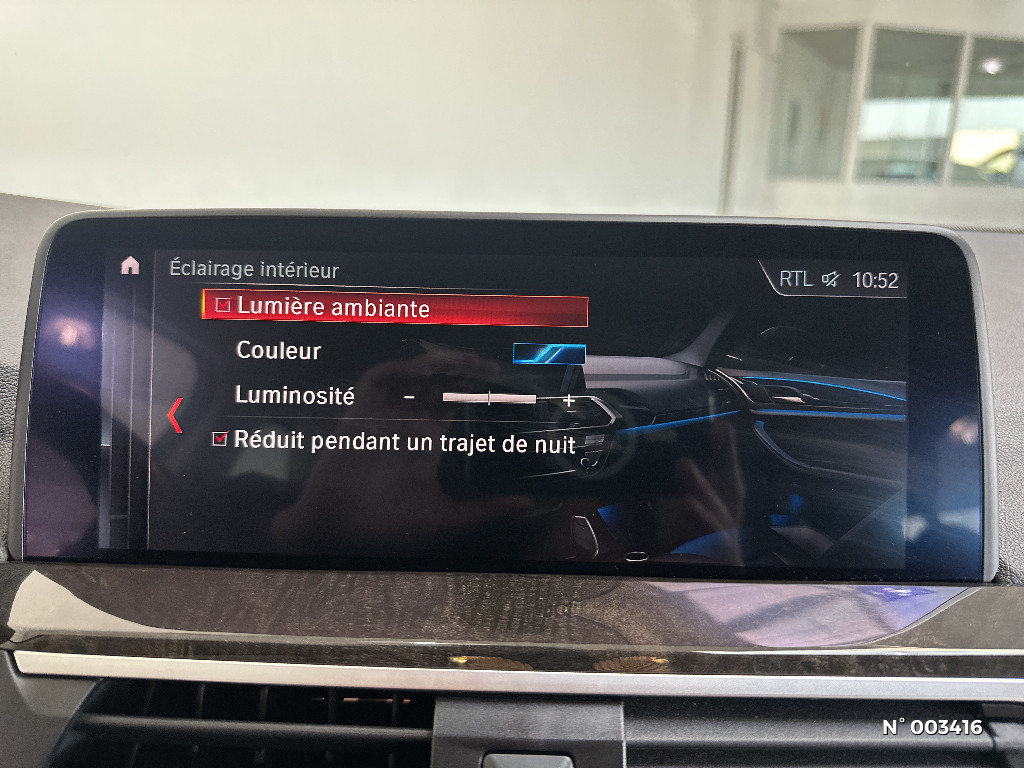 Éclairage intérieur
RTL 10:52
Lumière ambiante
Couleur
Luminosité - +
Réduit pendant un trajet de nuit
N° 003416